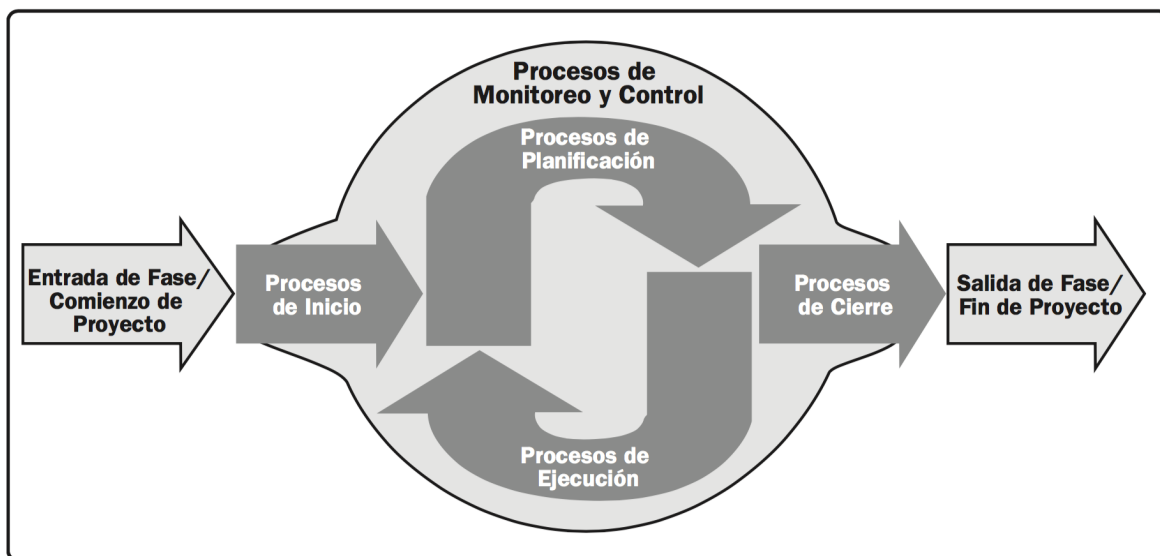 Procesos de
Monitoreo y Control
Procesos de
Planificación
Entrada de Fase/
Comienzo de
Proyecto
Procesos
de Inicio
Procesos
de Cierre
Salida de Fase/
Fin de Proyecto
Procesos de
Ejecución